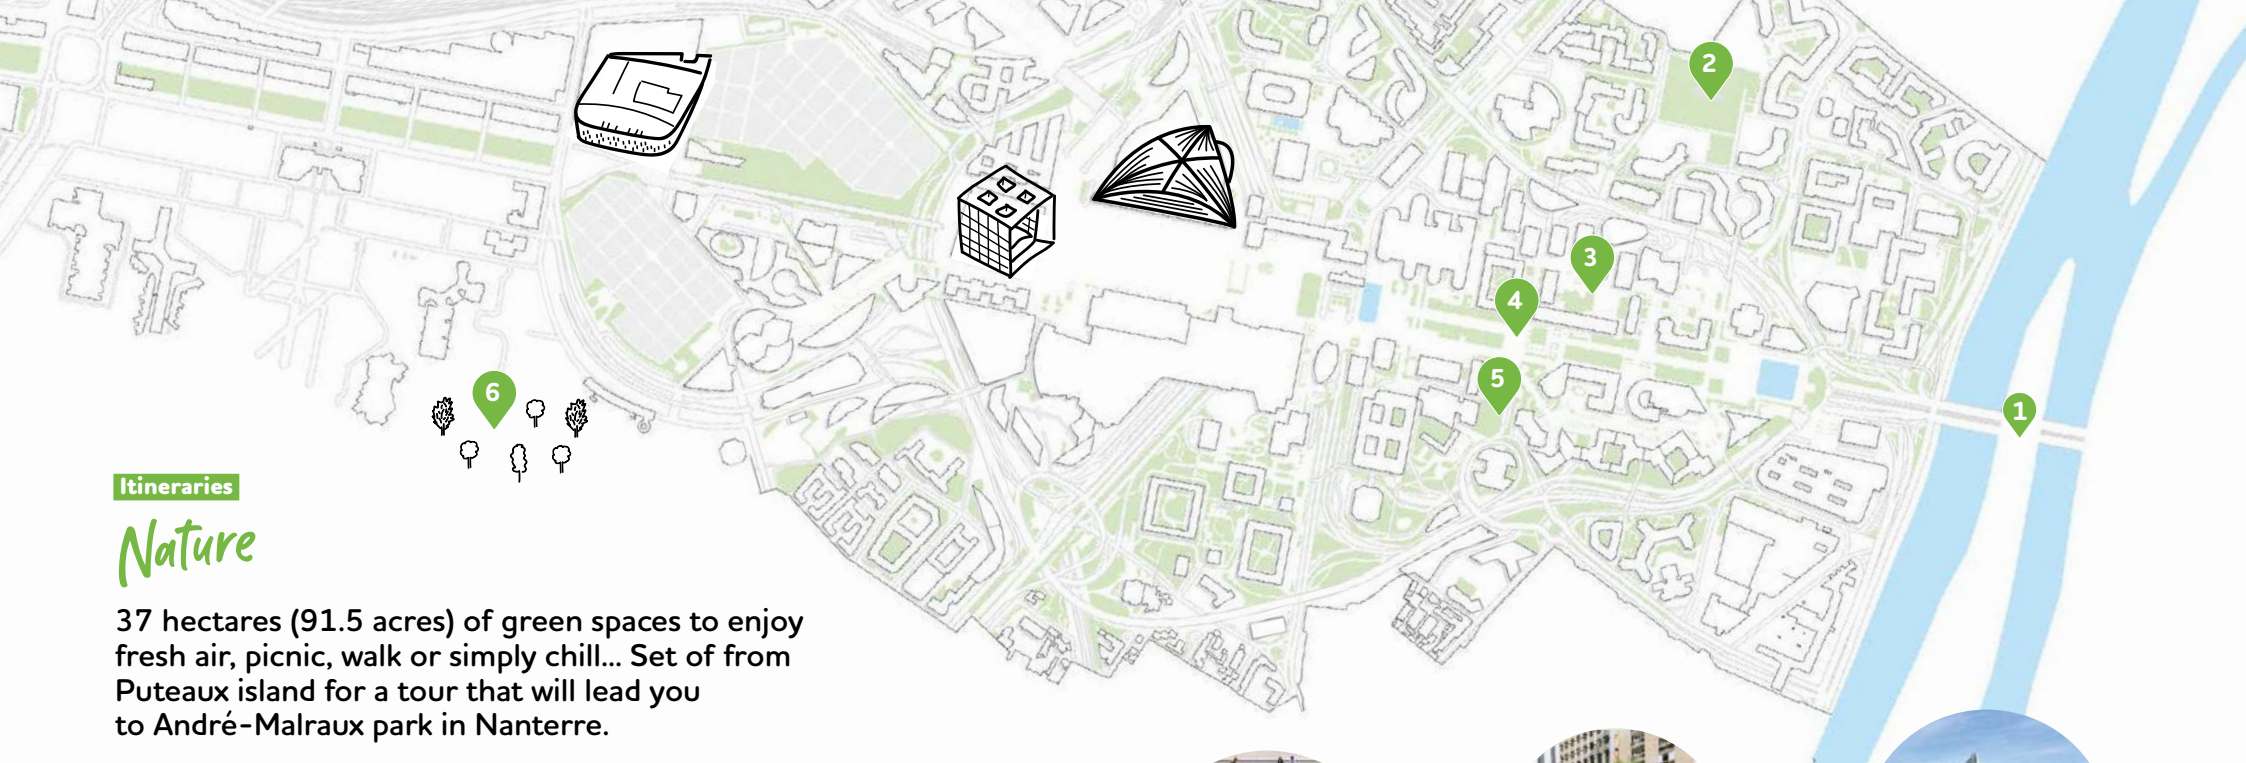 2
3
4
5
6
1
Itineraries
Nature
37 hectares (91.5 acres) of green spaces to enjoy
fresh air, picnic, walk or simply chill... Set of from
Puteaux island for a tour that will lead you
to André-Malraux park in Nanterre.